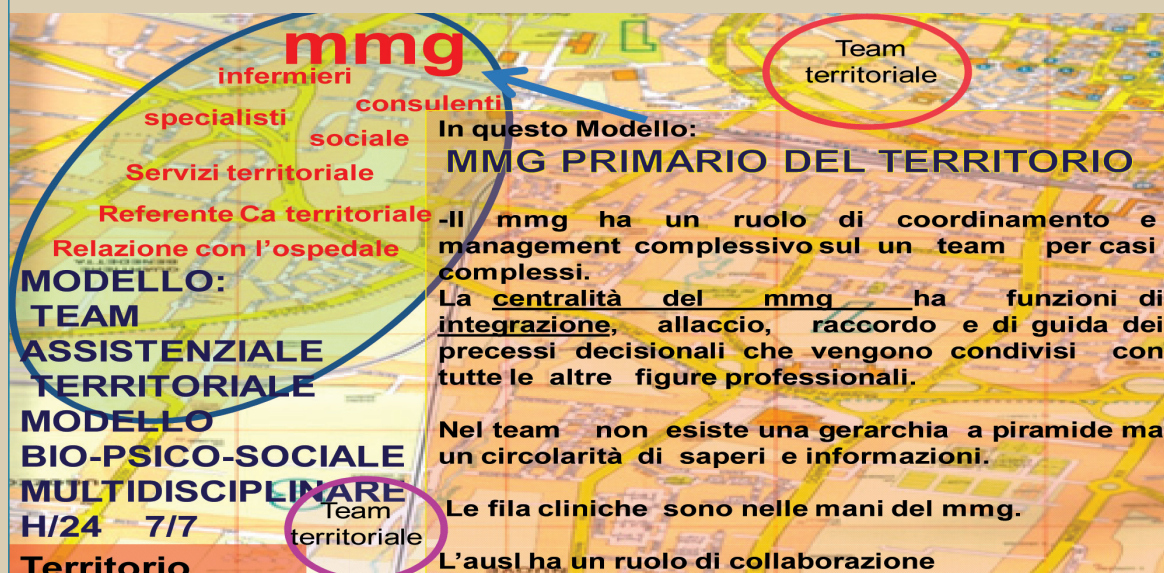 mmg
infermieri
consulenti
specialisti
sociale
Servizi territoriale
Referente Ca territoriale
Relazione con l'ospedale
MODELLO:
TEAM
ASSISTENZIALE
TERRITORIALE
MODELLO
BIO-PSICO-SOCIALE
MULTIDISCIPLINARE
H/24 7/7
Territorio
Team
territoriale
Team
territoriale
In questo Modello:
MMG PRIMARIO DEL TERRITORIO
-Il mmg ha un ruolo di coordinamento e
management complessivo sul un team per casi
complessi.
La centralità del mmg ha funzioni di
integrazione, allaccio, raccordo e di guida dei
precessi decisionali che vengono condivisi con
tutte le altre figure professionali.
Nel team non esiste una gerarchia a piramide ma
un circolarità di saperi e informazioni.
Le fila cliniche sono nelle mani del mmg.
L'ausl ha un ruolo di collaborazione